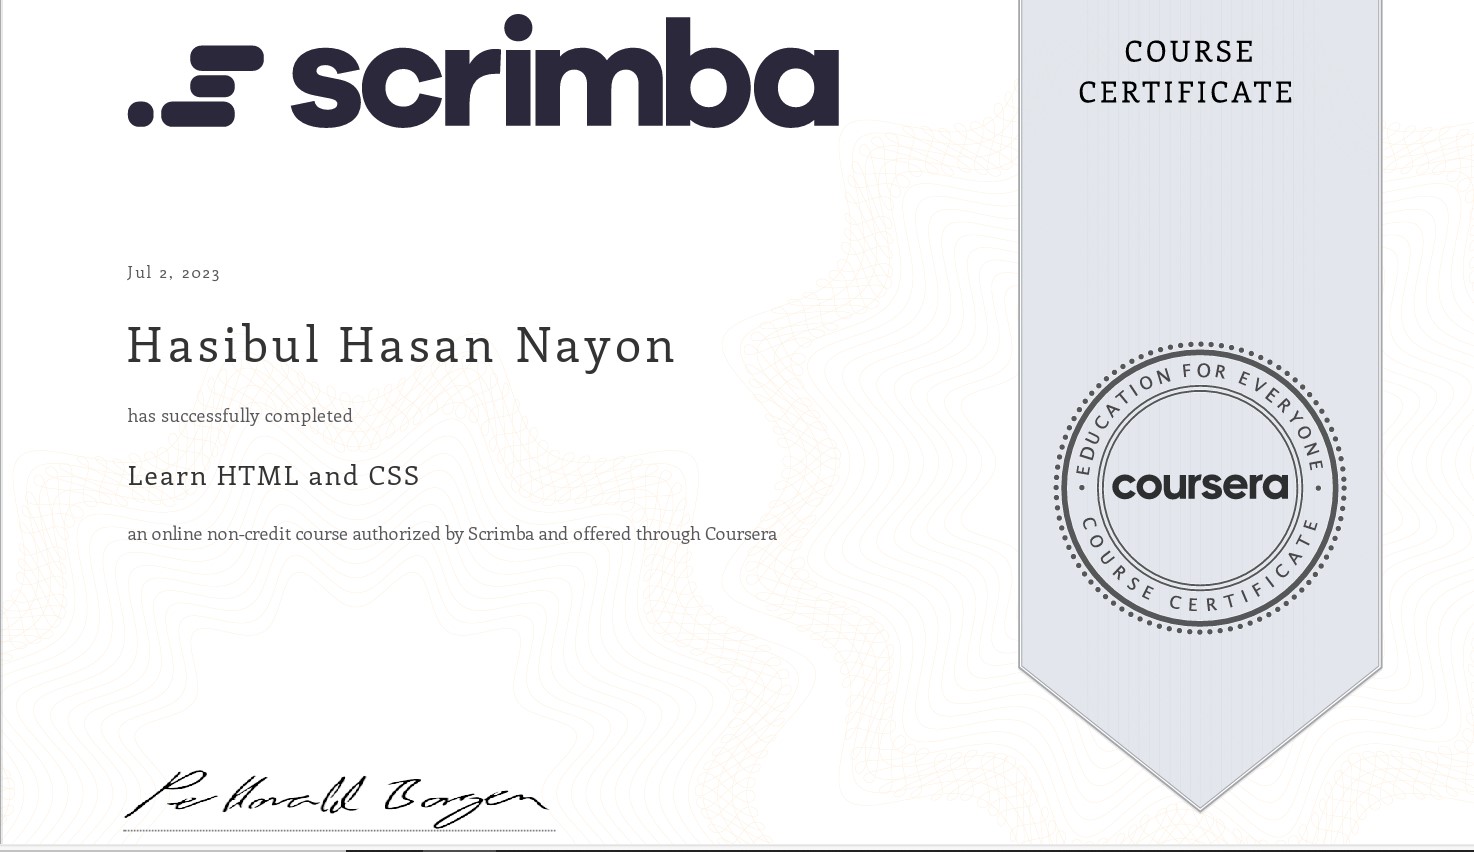 scrimba
COURSE
CERTIFICATE
Jul 2, 2023
Hasibul Hasan Nayon
has successfully completed
Learn HTML and CSS
an online non-credit course authorized by Scrimba and offered through Coursera
EDUCATION FOR EVERYONE
coursera
COURSE CERTIFICATE
Per Harald Borgen